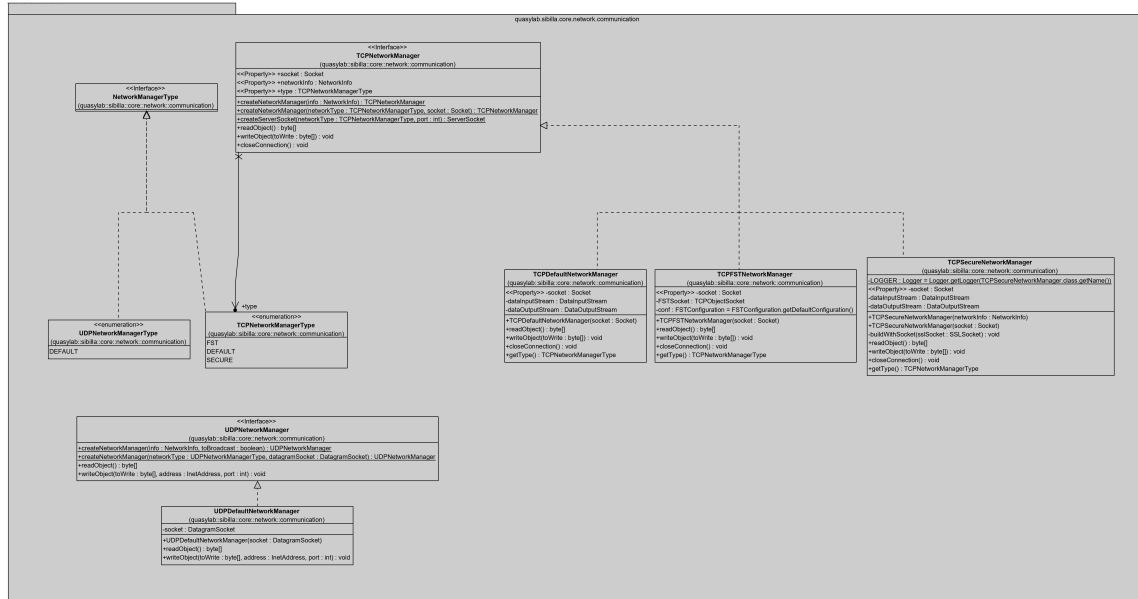 quasylab.sibilla.core.network.communication
<<Interface>>
TCPNetworkManager
(quasylab::sibilla::core::network::communication)
<<Property>> +socket : Socket
<<Property>> +networkInfo : NetworkInfo
<<Property>> +type : TCPNetworkManagerType
+createNetworkManager(info : NetworkInfo) : TCPNetworkManager
+createNetworkManager(networkType : TCPNetworkManagerType, socket : Socket) : TCPNetworkManager
+createServerSocket(networkType : TCPNetworkManagerType, port : int) : ServerSocket
+readObject() : byte[]
+writeObject(toWrite : byte[]) : void
+closeConnection() : void
<<Interface>>
NetworkManagerType
(quasylab::sibilla::core::network::communication)
+type
<<enumeration>>
UDPNetworkManagerType
(quasylab::sibilla::core::network::communication)
DEFAULT
<<enumeration>>
TCPNetworkManagerType
(quasylab::sibilla::core::network::communication)
FST
DEFAULT
SECURE
TCPDefaultNetworkManager
(quasylab::sibilla::core::network::communication)
<<Property>> -socket : Socket
-dataInputStream : DataInputStream
-dataOutputStream : DataOutputStream
+TCPDefaultNetworkManager(socket : Socket)
+readObject() : byte[]
+writeObject(toWrite : byte[]) : void
+closeConnection() : void
+getType() : TCPNetworkManagerType
TCPFSTNetworkManager
(quasylab::sibilla::core::network::communication)
<<Property>> -socket : Socket
-FSTSocket : TCPObjectSocket
-conf : FSTConfiguration = FSTConfiguration.getDefaultConfiguration()
+TCPFSTNetworkManager(socket : Socket)
+readObject() : byte[]
+writeObject(toWrite : byte[]) : void
+closeConnection() : void
+getType() : TCPNetworkManagerType
TCPSecureNetworkManager
(quasylab::sibilla::core::network::communication)
-LOGGER : Logger = Logger.getLogger(TCPSecureNetworkManager.class.getName())
<<Property>> -socket : Socket
-dataInputStream : DataInputStream
-dataOutputStream : DataOutputStream
+TCPSecureNetworkManager(networkInfo : NetworkInfo)
+TCPSecureNetworkManager(socket : Socket)
-buildWithSocket(sslSocket : SSLSocket) : void
+readObject() : byte[]
+writeObject(toWrite : byte[]) : void
+closeConnection() : void
+getType() : TCPNetworkManagerType
<<Interface>>
UDPNetworkManager
(quasylab::sibilla::core::network::communication)
+createNetworkManager(info : NetworkInfo, toBroadcast : boolean) : UDPNetworkManager
+createNetworkManager(networkType : UDPNetworkManagerType, datagramSocket : DatagramSocket) : UDPNetworkManager
+readObject() : byte[]
+writeObject(toWrite : byte[], address : InetAddress, port : int) : void
UDPDefaultNetworkManager
(quasylab::sibilla::core::network::communication)
-socket : DatagramSocket
+UDPDefaultNetworkManager(socket : DatagramSocket)
+readObject() : byte[]
+writeObject(toWrite : byte[], address : InetAddress, port : int) : void